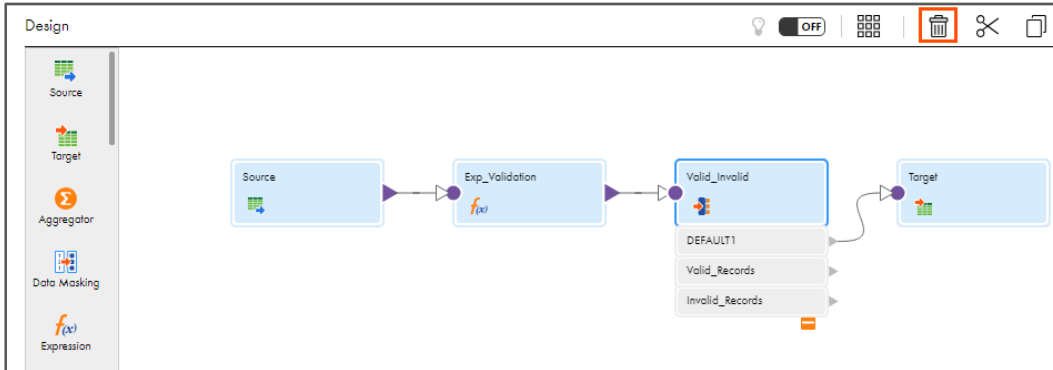 Design
OFF
Source
Target
Aggregator
Data Masking
f(x)
Expression
Source
Exp_Validation
f(x)
Valid_Invalid
DEFAULT1
Valid_Records
Invalid_Records
Target